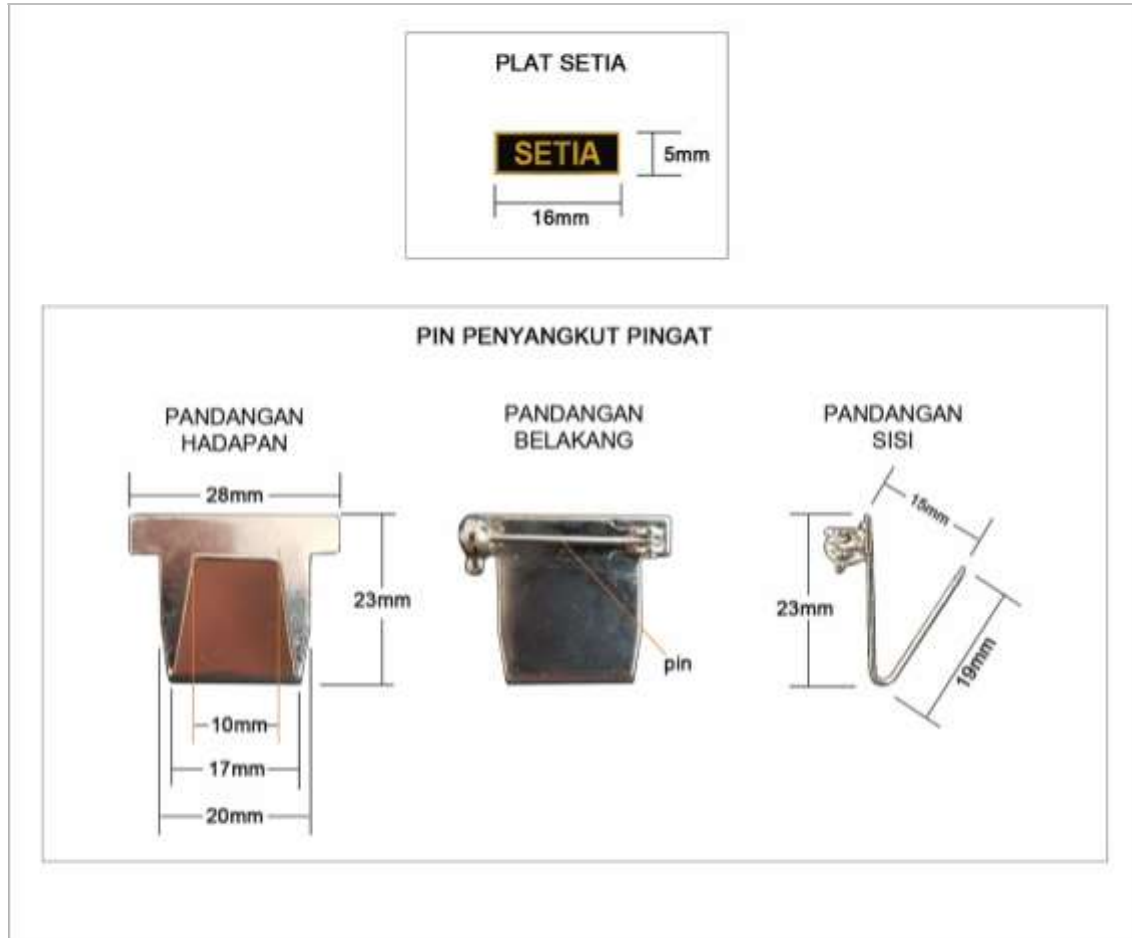 PLAT SETIA
SETIA
5mm
16mm
PIN PENYANGKUT PINGAT
PANDANGAN
HADAPAN
28mm
23mm
10mm
17mm
20mm
PANDANGAN
BELAKANG
pin
PANDANGAN
SISI
15mm
23mm
19mm